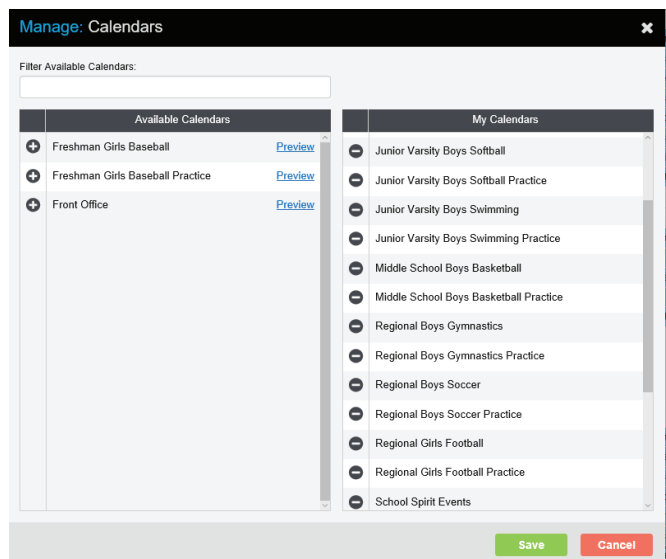 Manage: Calendars
Filter Available Calendars:
Available Calendars
Freshman Girls Baseball Preview
Freshman Girls Baseball Practice Preview
Front Office Preview
My Calendars
Junior Varsity Boys Softball
Junior Varsity Boys Softball Practice
Junior Varsity Boys Swimming
Junior Varsity Boys Swimming Practice
Middle School Boys Basketball
Middle School Boys Basketball Practice
Regional Boys Gymnastics
Regional Boys Gymnastics Practice
Regional Boys Soccer
Regional Boys Soccer Practice
Regional Girls Football
Regional Girls Football Practice
School Spirit Events
Save Cancel